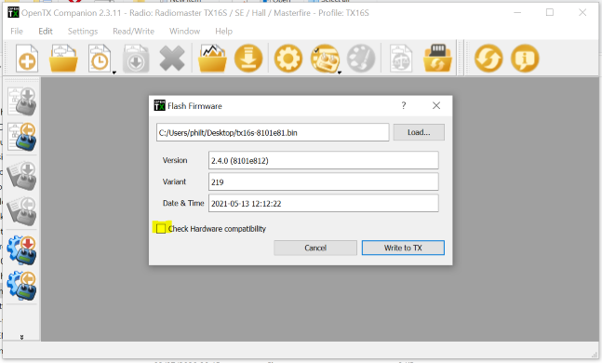 OpenTX Companion 2.3.11 - Radio: Radiomaster TX16S / SE / Hall / Masterfire - Profile: TX16S
File Edit Settings Read/Write Window Help
Flash Firmware
C:/Users/philt/Desktop/tx16s-8101e81.bin Load...
Version 2.4.0 (8101e812)
Variant 219
Date & Time 2021-05-13 12:12:22
Check Hardware compatibility
Cancel Write to TX